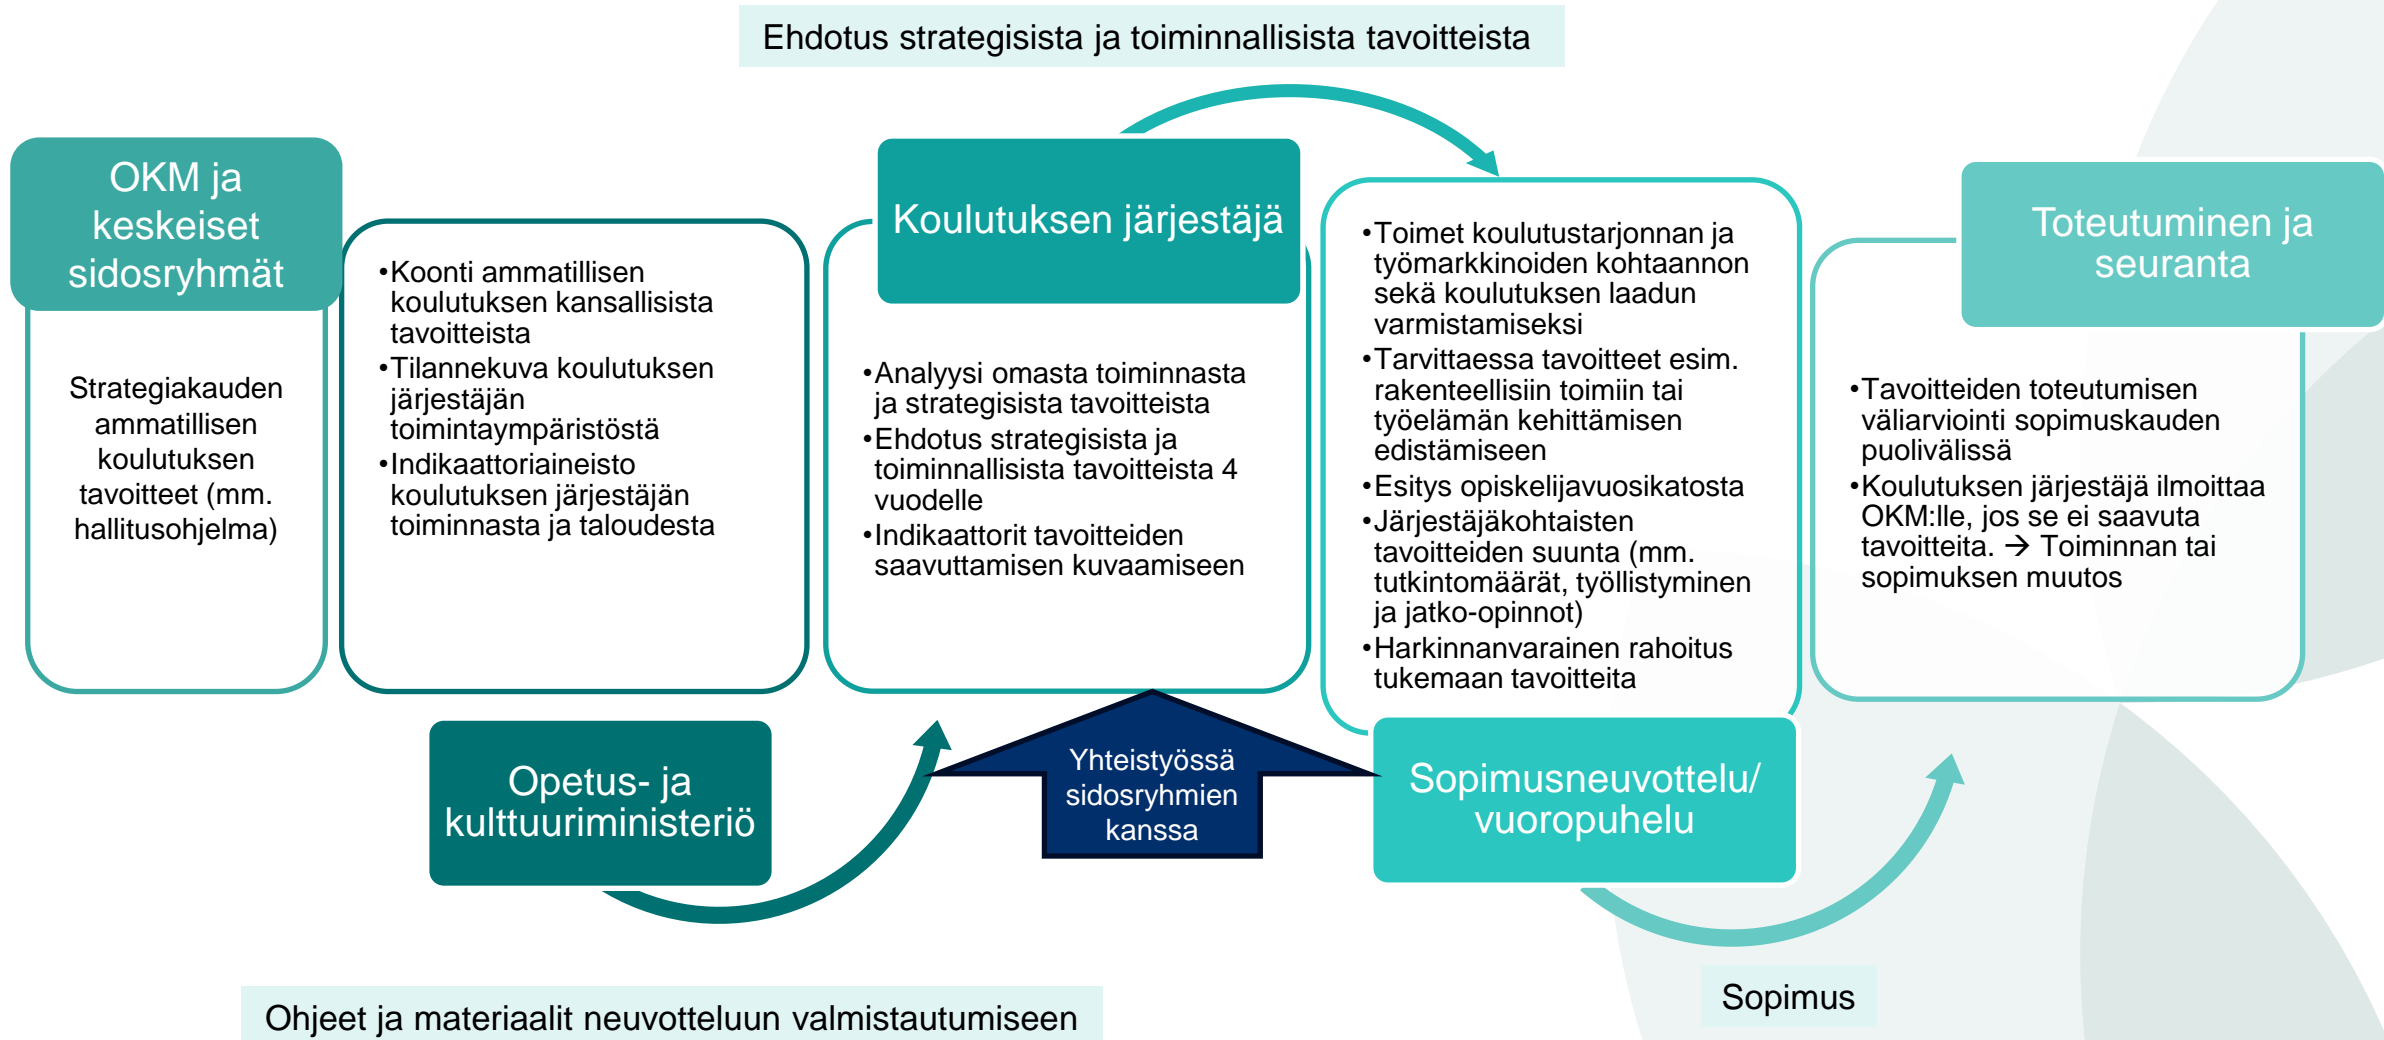 Ehdotus strategisista ja toiminnallisista tavoitteista
OKM ja
keskeiset
sidosryhmät
Strategiakauden
ammatillisen
koulutuksen
tavoitteet (mm.
hallitusohjelma)
•Koonti ammatillisen
koulutuksen kansallisista
tavoitteista
•Tilannekuva koulutuksen
järjestäjän
toimintaympäristöstä
•Indikaattoriaineisto
koulutuksen järjestäjän
toiminnasta ja taloudesta
Opetus- ja
kulttuuriministeriö
Ohjeet ja materiaalit neuvotteluun valmistautumiseen
Koulutuksen järjestäjä
•Analyysi omasta toiminnasta
ja strategisista tavoitteista
•Ehdotus strategisista ja
toiminnallisista tavoitteista 4
vuodelle
•Indikaattorit tavoitteiden
saavuttamisen kuvaamiseen
Yhteistyössä
sidosryhmien
kanssa
•Toimet koulutustarjonnan ja
työmarkkinoiden kohtaannon
sekä koulutuksen laadun
varmistamiseksi
•Tarvittaessa tavoitteet esim.
rakenteellisiin toimiin tai
työelämän kehittämisen
edistämiseen
•Esitys opiskelijavuosikatosta
•Järjestäjäkohtaisten
tavoitteiden suunta (mm.
tutkintomäärät, työllistyminen
ja jatko-opinnot)
•Harkinnanvarainen rahoitus
tukemaan tavoitteita
Sopimusneuvottelu/
vuoropuhelu
Sopimus
Toteutuminen ja
seuranta
•Tavoitteiden toteutumisen
väliarviointi sopimuskauden
puolivälissä
•Koulutuksen järjestäjä ilmoittaa
OKM:lle, jos se ei saavuta
tavoitteita. → Toiminnan tai
sopimuksen muutos